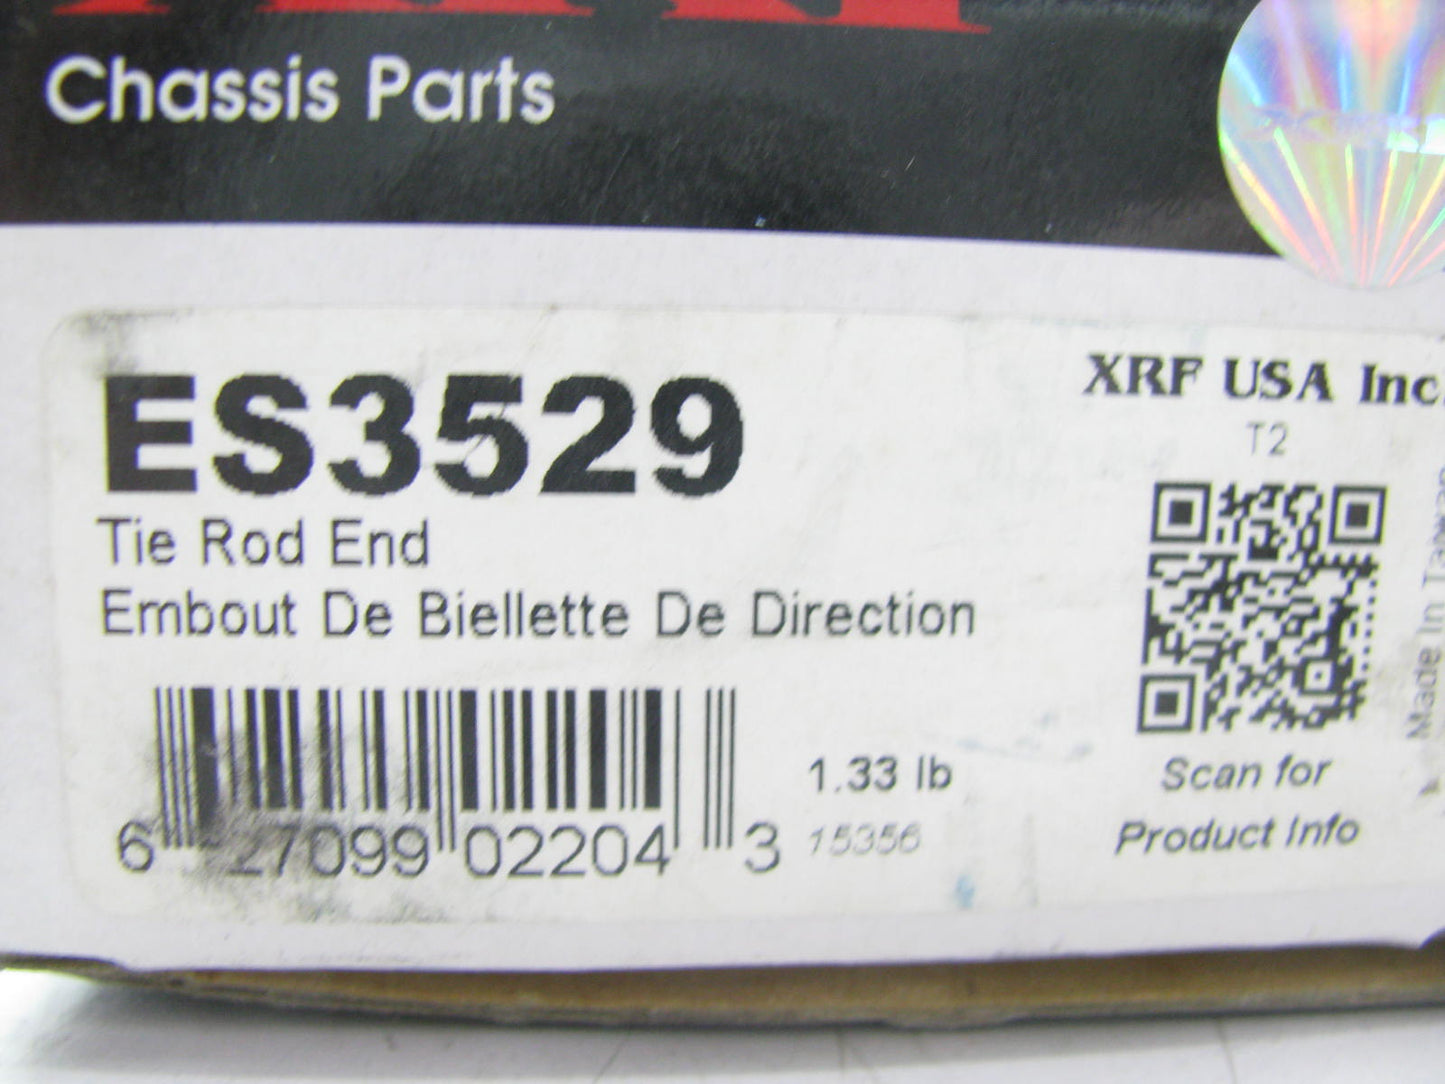 Chassis Parts
ES3529
Tie Rod End
Embout De Biellette De Direction
6 27099 02204 3
1.33 lb
15356
XRF USA Inc.
T2
Scan for
Product Info
Made In Taiwan